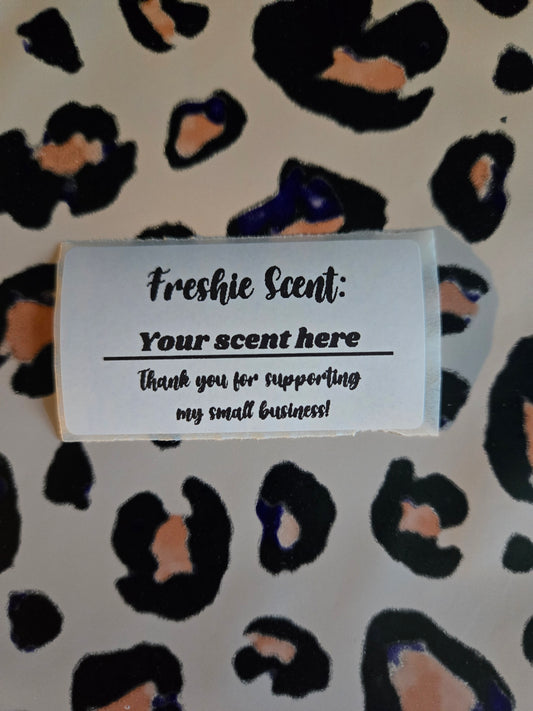 Freshie Scent:
Your scent here
Thank you for supporting
my small business!